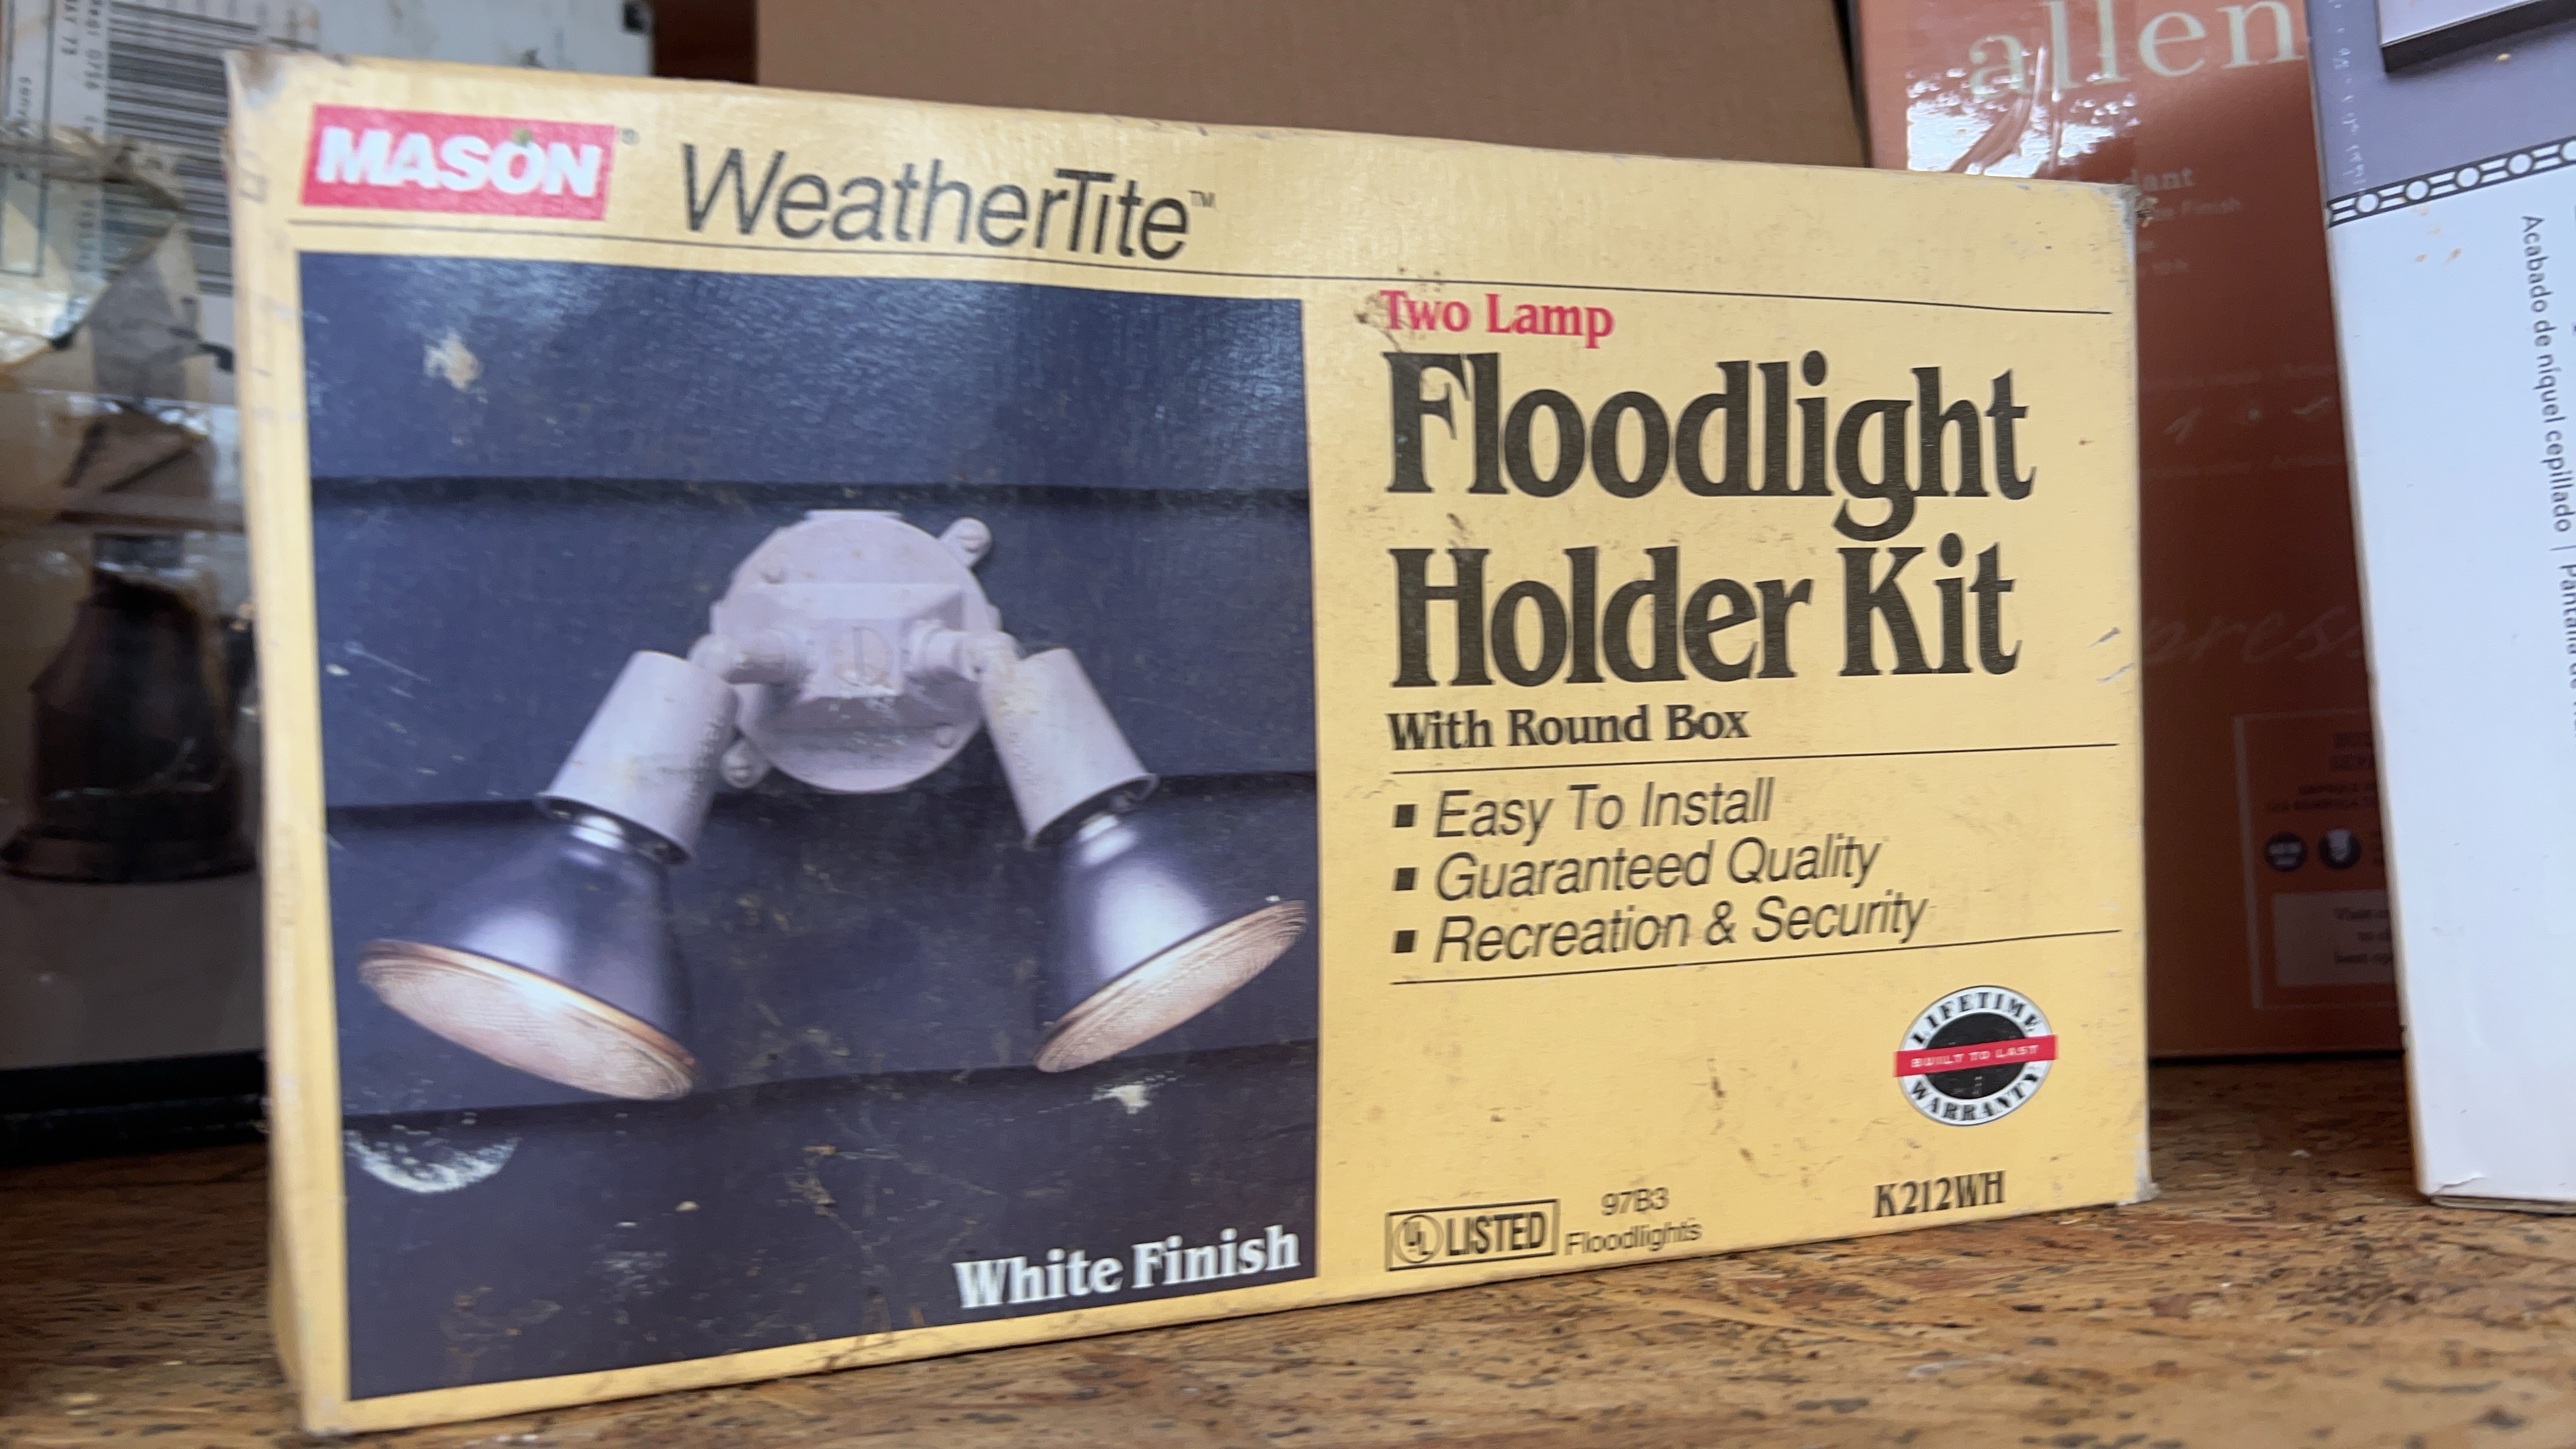 MASON®
WeatherTite™
Two Lamp
Floodlight
Holder Kit
With Round Box
▪ Easy To Install
▪ Guaranteed Quality
▪ Recreation & Security
LIFETIME
BUILT TO LAST
WARRANTY
UL LISTED
97B3
Floodlights
K212WH
White Finish
allen
Finish
Acabado de níquel cepillado |